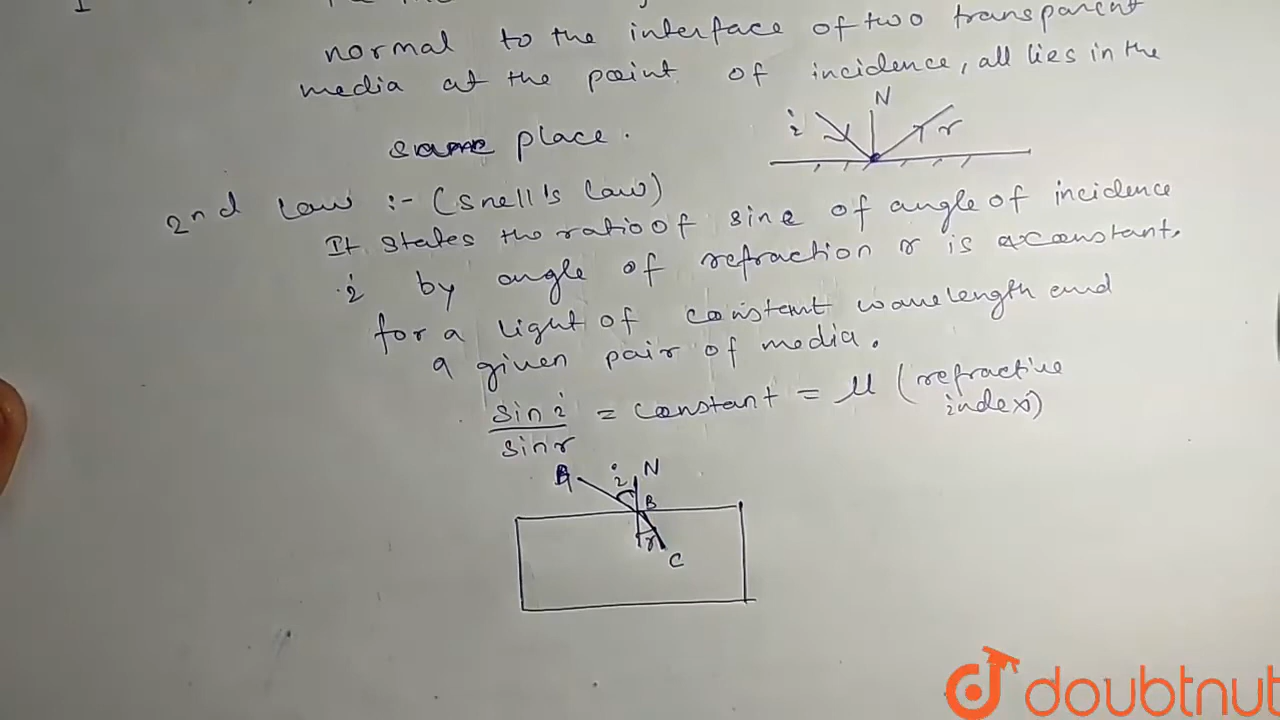 I
normal to the interface of two transparent
media at the point of incidence, all lies in the
same place.
N
i
r
2nd Law :- (Snell's Law)
It states the ratio of sine of angle of incidence
i by angle of refraction r is a constant,
for a light of constant wavelength and
a given pair of media.
sin i / sin r = constant = μ (refractive index)
A
i
N
B
r
C
doubtnut